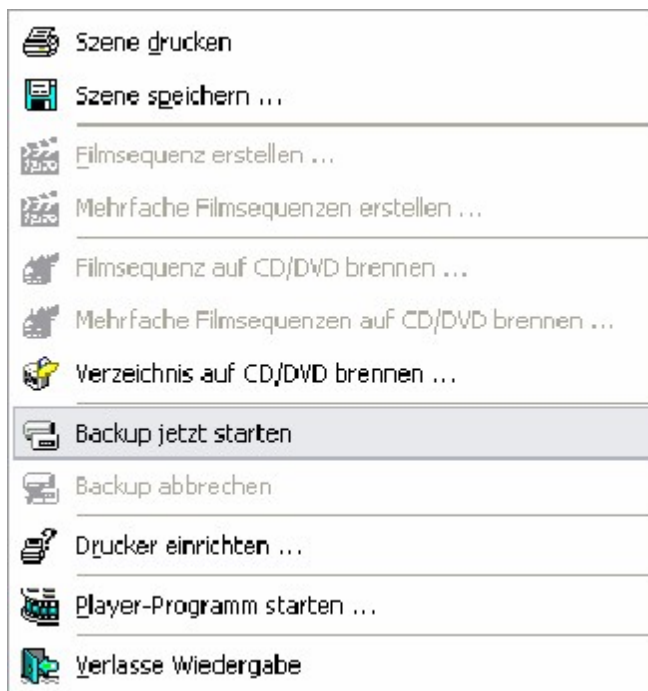 Szene drucken
Szene speichern ...
Filmsequenz erstellen ...
Mehrfache Filmsequenzen erstellen ...
Filmsequenz auf CD/DVD brennen ...
Mehrfache Filmsequenzen auf CD/DVD brennen ...
Verzeichnis auf CD/DVD brennen ...
Backup jetzt starten
Backup abbrechen
Drucker einrichten ...
Player-Programm starten ...
Verlasse Wiedergabe